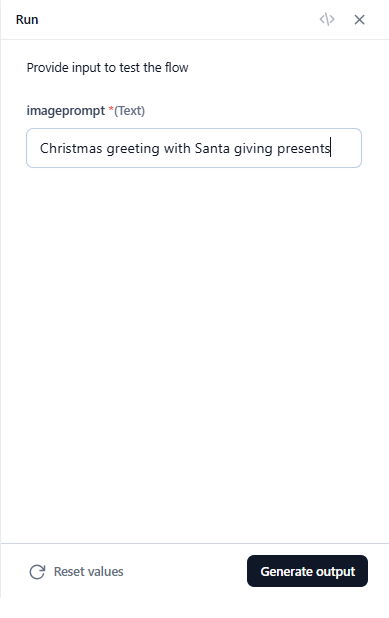 Run
Provide input to test the flow
imageprompt *(Text)
Christmas greeting with Santa giving presents
Reset values
Generate output